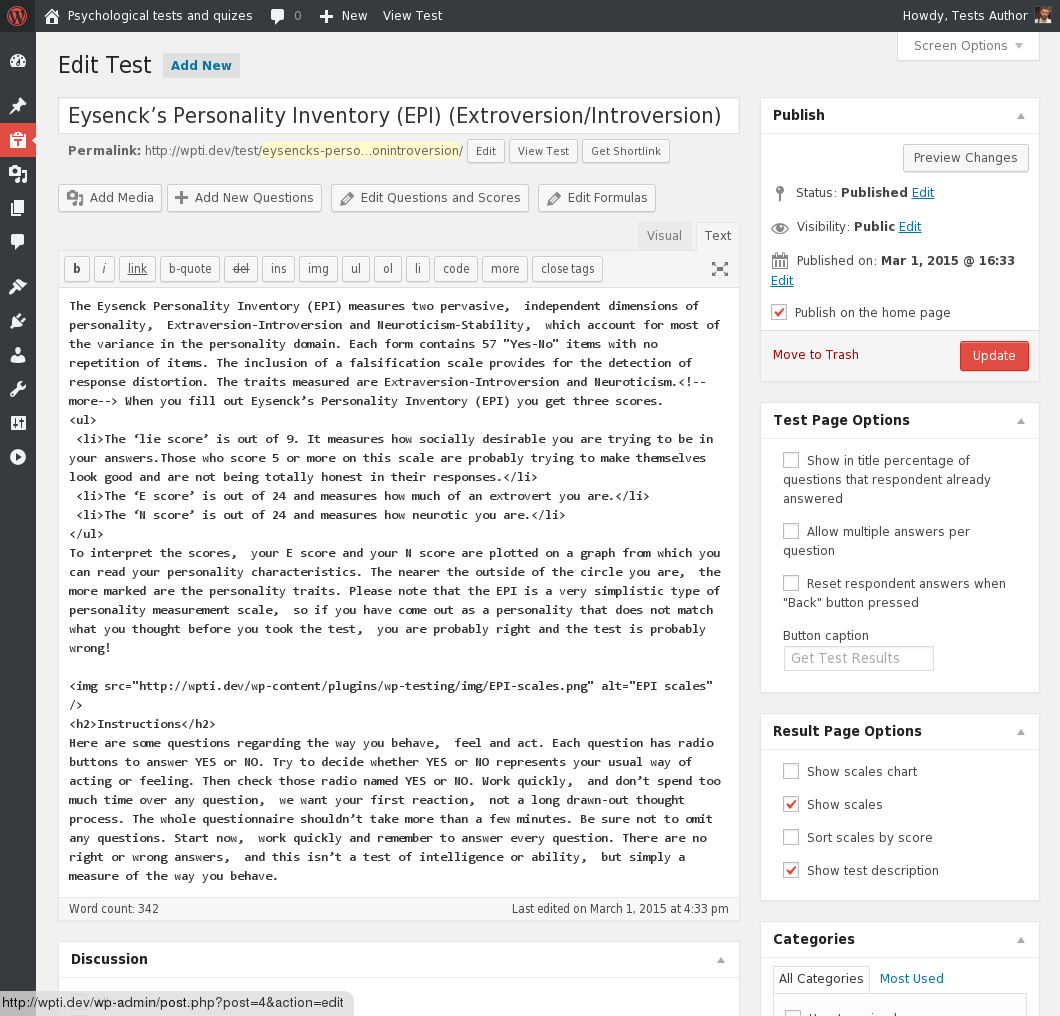 Psychological tests and quizes 0 New View Test Howdy, Tests Author
Screen Options
Edit Test Add New
Eysenck’s Personality Inventory (EPI) (Extroversion/Introversion)
Permalink: http://wpti.dev/test/eysencks-perso…onintroversion/ Edit View Test Get Shortlink
Add Media Add New Questions Edit Questions and Scores Edit Formulas
Visual Text
b i link b-quote del ins img ul ol li code more close tags
The Eysenck Personality Inventory (EPI) measures two pervasive,  independent dimensions of
personality,  Extraversion-Introversion and Neuroticism-Stability,  which account for most of
the variance in the personality domain. Each form contains 57 "Yes-No" items with no
repetition of items. The inclusion of a falsification scale provides for the detection of
response distortion. The traits measured are Extraversion-Introversion and Neuroticism.<!--
more--> When you fill out Eysenck’s Personality Inventory (EPI) you get three scores.
<ul>
<li>The ‘lie score’ is out of 9. It measures how socially desirable you are trying to be in
your answers.Those who score 5 or more on this scale are probably trying to make themselves
look good and are not being totally honest in their responses.</li>
<li>The ‘E score’ is out of 24 and measures how much of an extrovert you are.</li>
<li>The ‘N score’ is out of 24 and measures how neurotic you are.</li>
</ul>
To interpret the scores,  your E score and your N score are plotted on a graph from which you
can read your personality characteristics. The nearer the outside of the circle you are,  the
more marked are the personality traits. Please note that the EPI is a very simplistic type of
personality measurement scale,  so if you have come out as a personality that does not match
what you thought before you took the test,  you are probably right and the test is probably
wrong!
<img src="http://wpti.dev/wp-content/plugins/wp-testing/img/EPI-scales.png" alt="EPI scales"
/>
<h2>Instructions</h2>
Here are some questions regarding the way you behave,  feel and act. Each question has radio
buttons to answer YES or NO. Try to decide whether YES or NO represents your usual way of
acting or feeling. Then check those radio named YES or NO. Work quickly,  and don’t spend too
much time over any question,  we want your first reaction,  not a long drawn-out thought
process. The whole questionnaire shouldn’t take more than a few minutes. Be sure not to omit
any questions. Start now,  work quickly and remember to answer every question. There are no
right or wrong answers,  and this isn’t a test of intelligence or ability,  but simply a
measure of the way you behave.
Word count: 342 Last edited on March 1, 2015 at 4:33 pm
Discussion
http://wpti.dev/wp-admin/post.php?post=4&action=edit
Publish
Preview Changes
Status: Published Edit
Visibility: Public Edit
Published on: Mar 1, 2015 @ 16:33
Edit
Publish on the home page
Move to Trash Update
Test Page Options
Show in title percentage of
questions that respondent already
answered
Allow multiple answers per
question
Reset respondent answers when
"Back" button pressed
Button caption
Get Test Results
Result Page Options
Show scales chart
Show scales
Sort scales by score
Show test description
Categories
All Categories Most Used